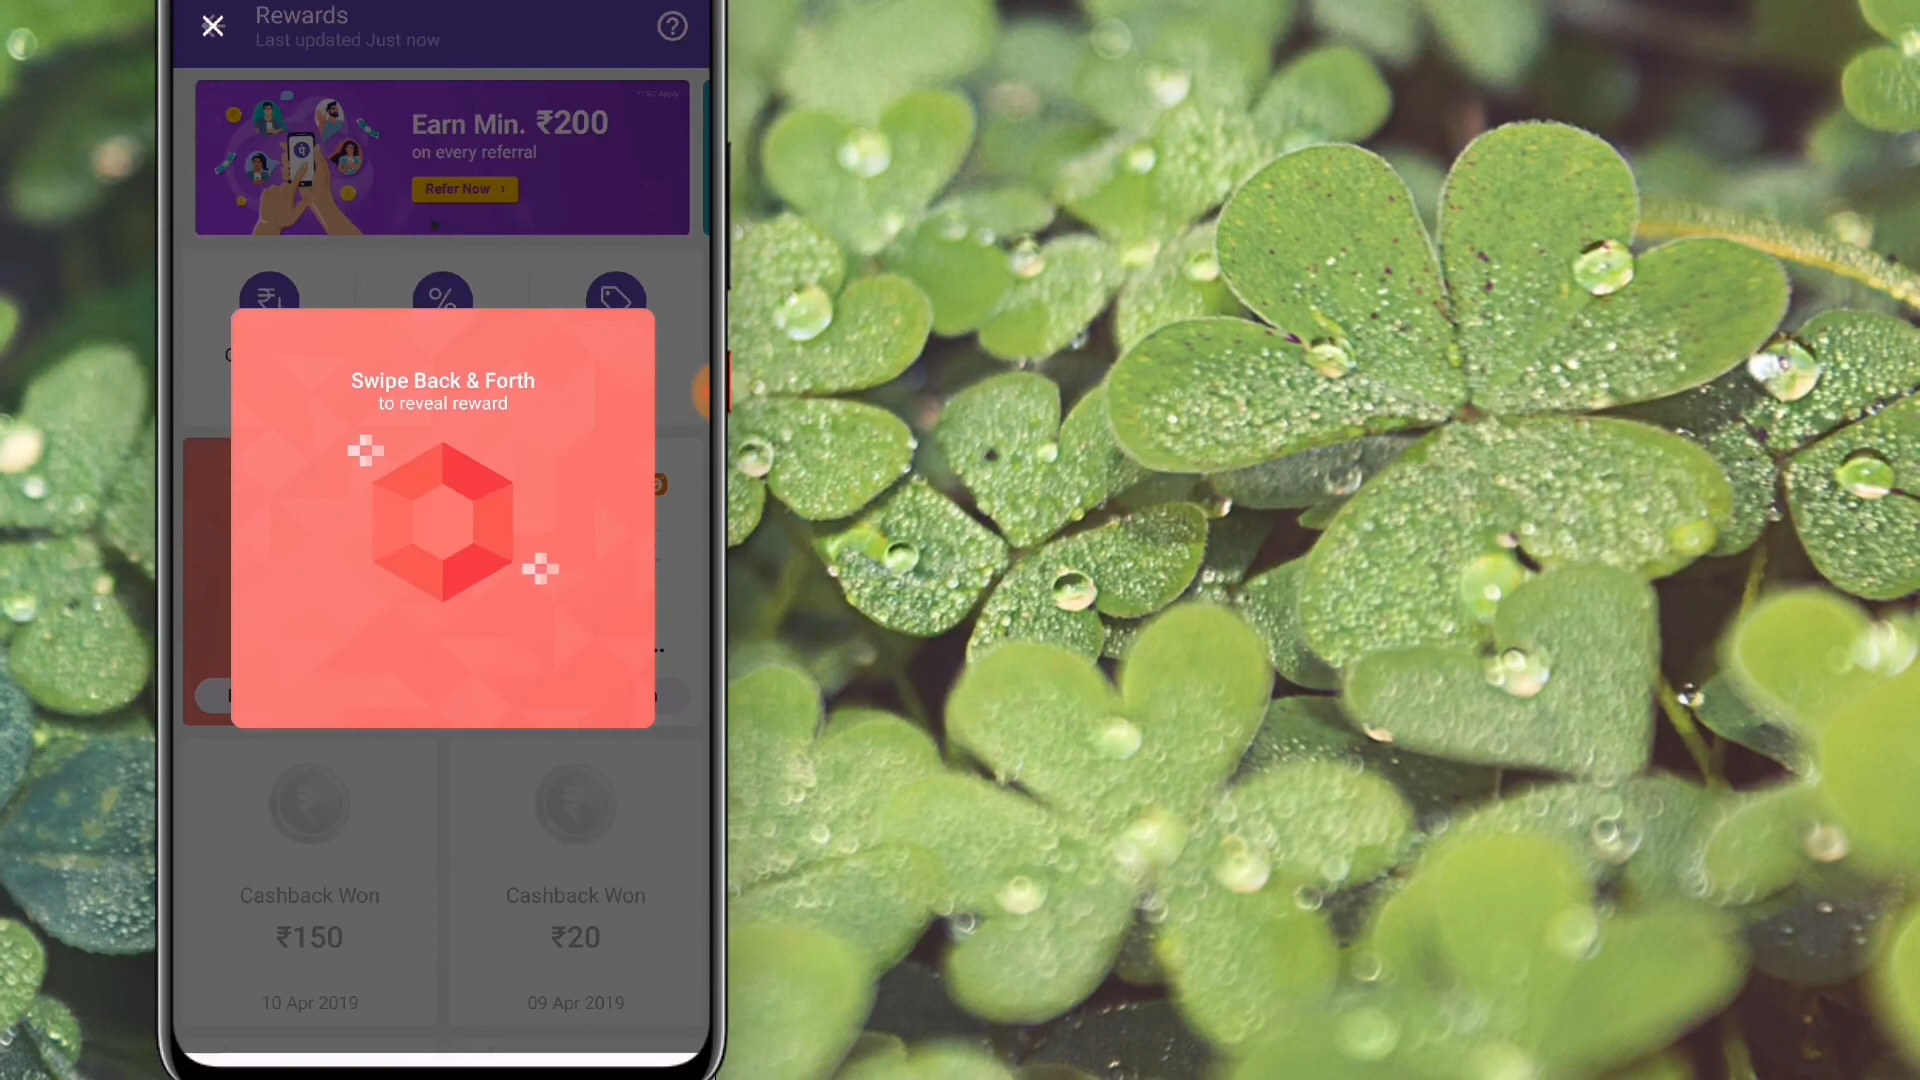 Rewards
Last updated Just now
*T&C Apply
Earn Min. ₹200
on every referral
Refer Now
Swipe Back & Forth
to reveal reward
Cashback Won
₹150
10 Apr 2019
Cashback Won
₹20
09 Apr 2019